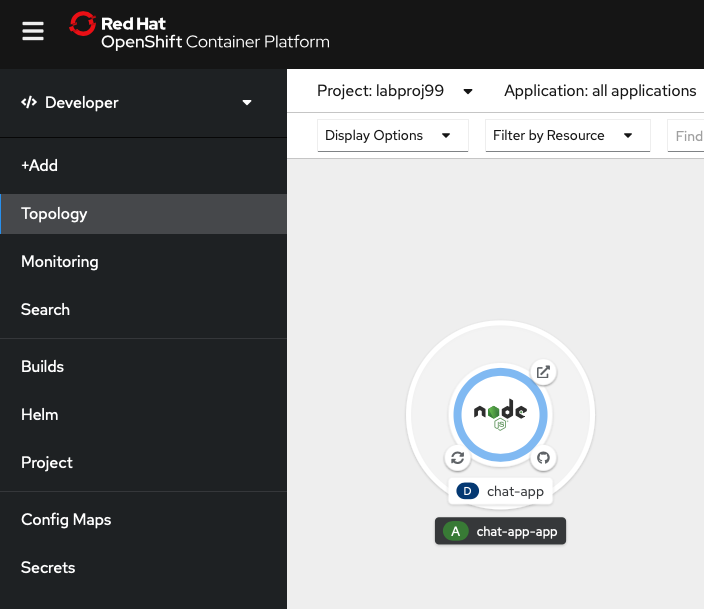 Red Hat
OpenShift Container Platform
</> Developer
Project: labproj99
Application: all applications
Display Options
Filter by Resource
Find
+Add
Topology
Monitoring
Search
Builds
Helm
Project
Config Maps
Secrets
node
JS
D chat-app
A chat-app-app